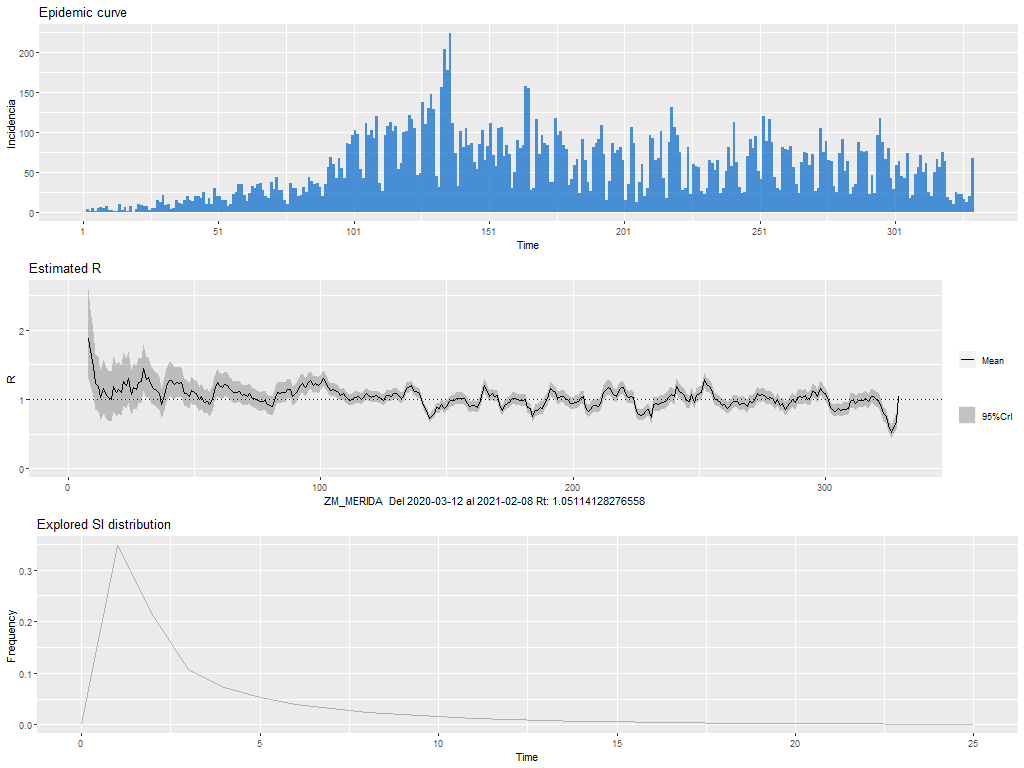 Epidemic curve
Incidencia
200
150
100
50
0
1
51
101
151
201
251
301
Time
Estimated R
R
2
1
0
0
100
200
300
ZM_MERIDA Del 2020-03-12 al 2021-02-08 Rt: 1.05114128276558
Mean
95%CrI
Explored SI distribution
Frequency
0.3
0.2
0.1
0.0
0
5
10
15
20
25
Time